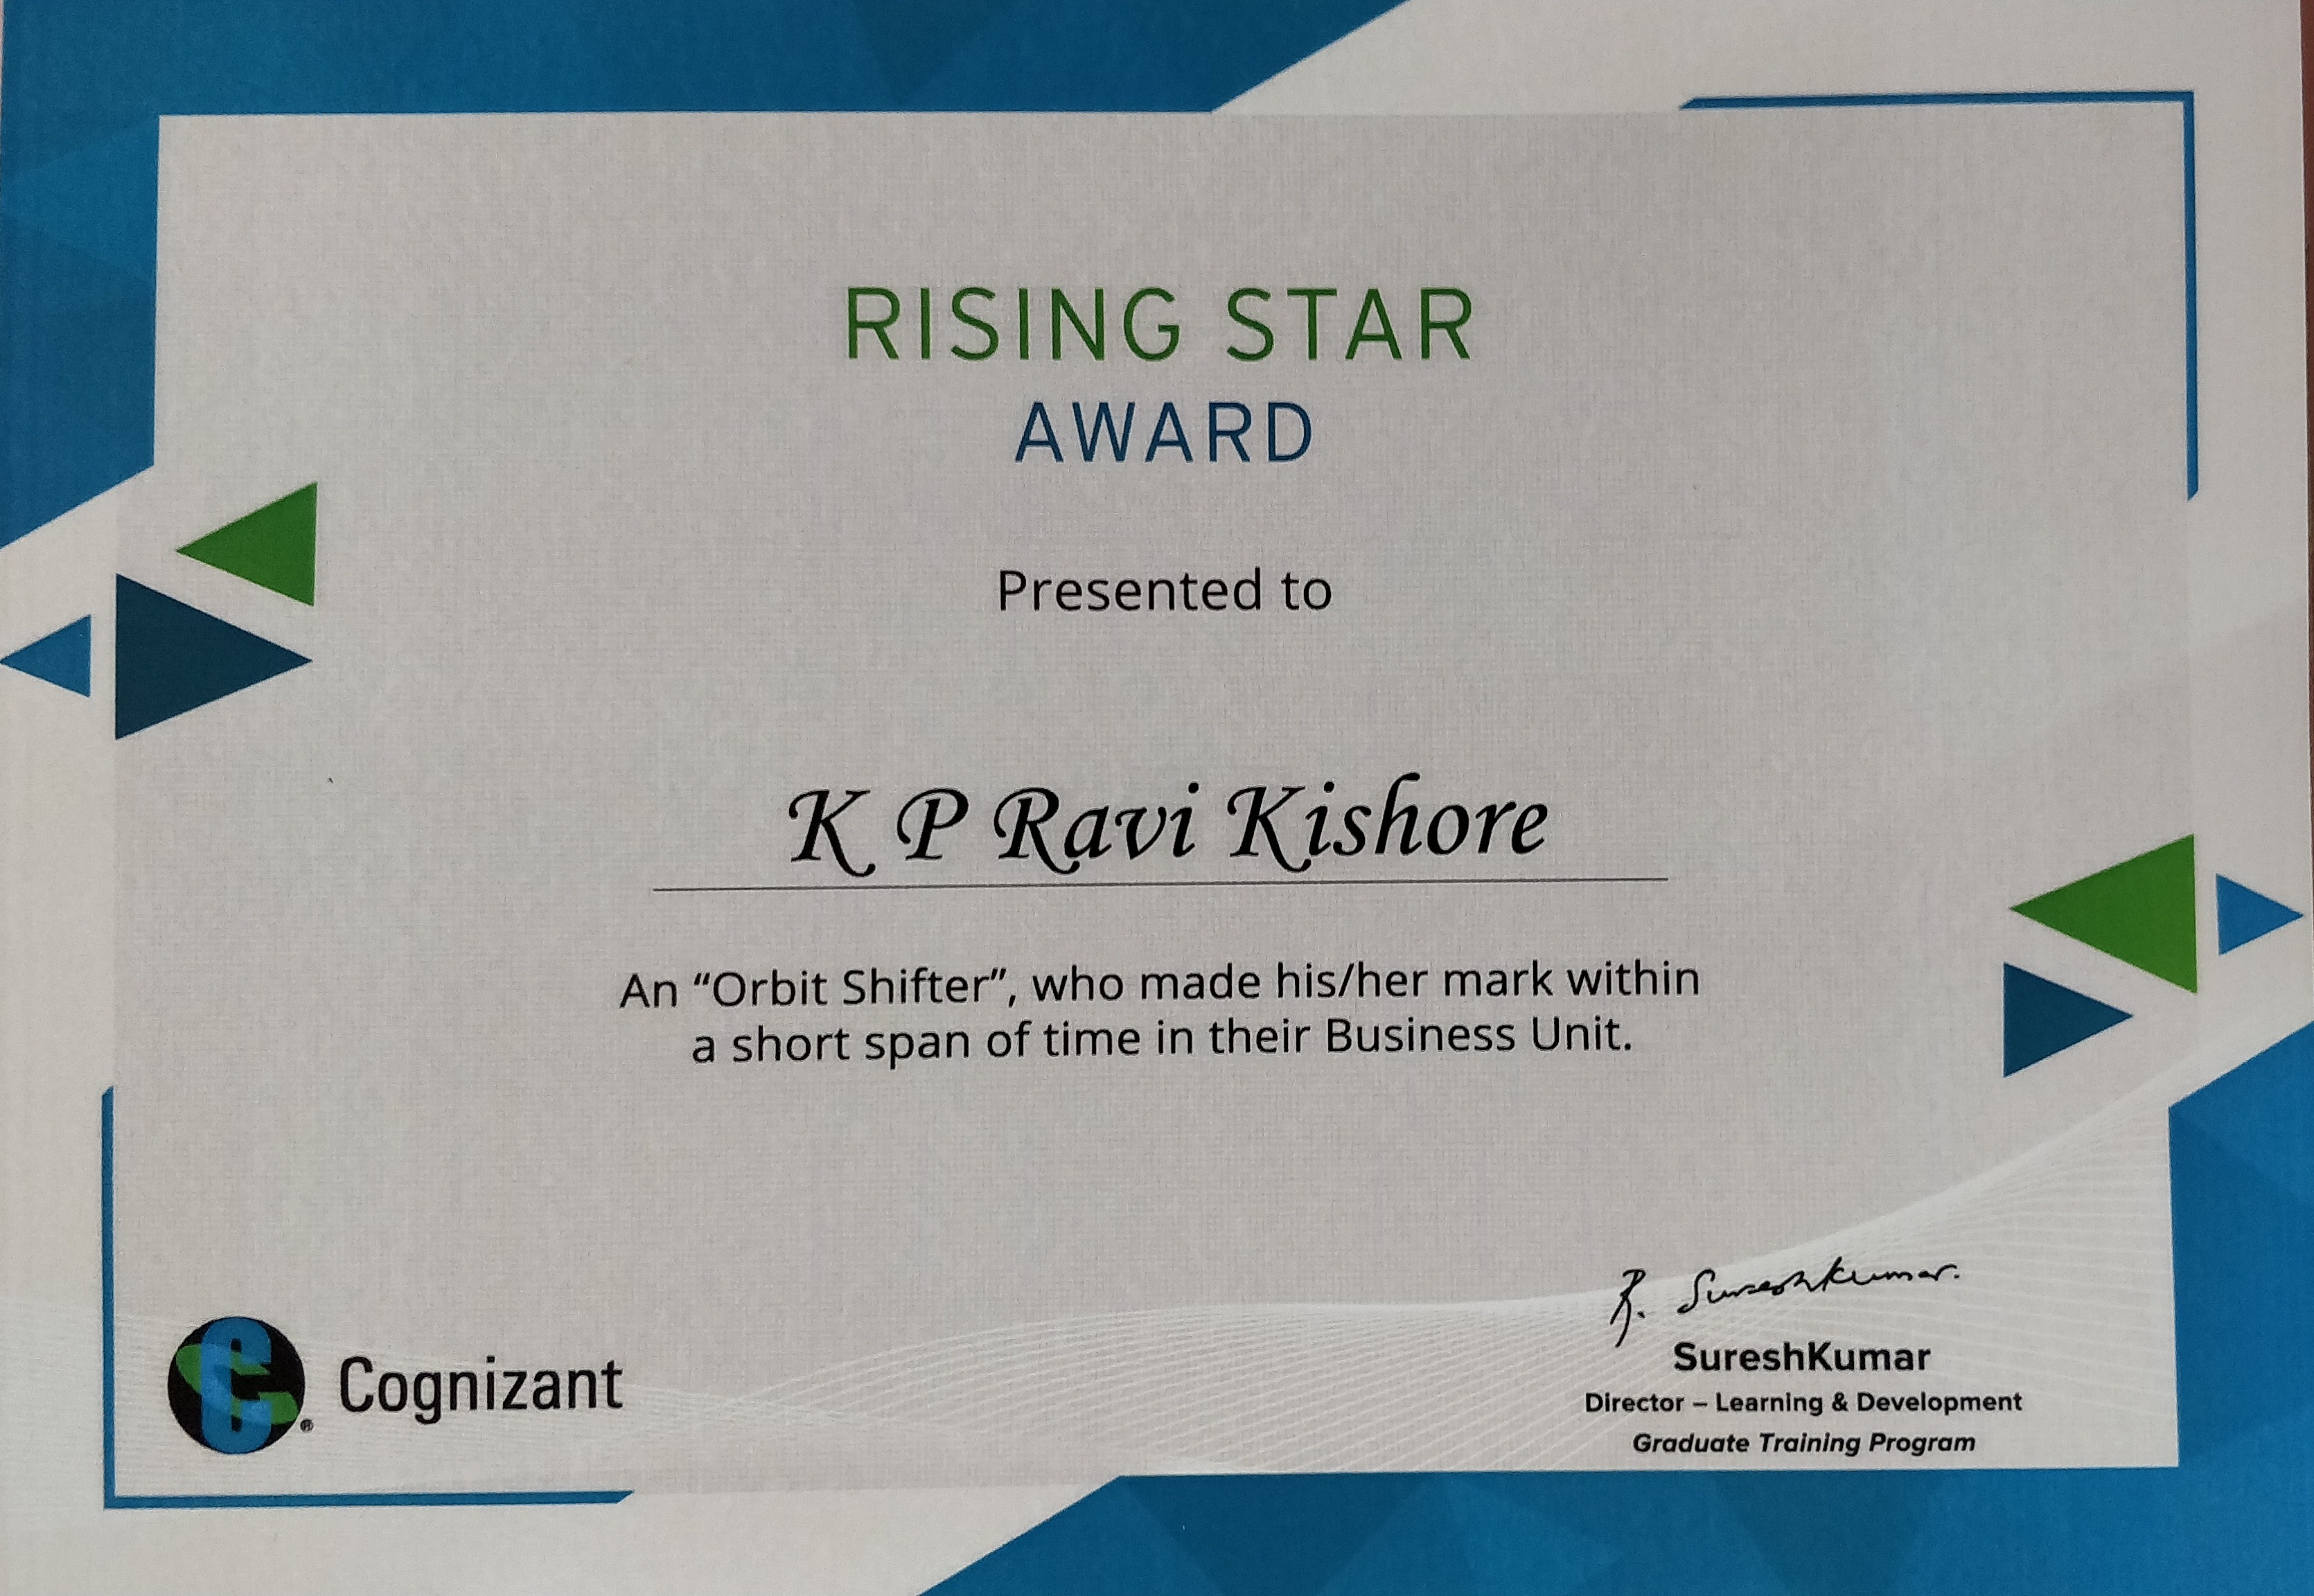 RISING STAR
AWARD
Presented to
K P Ravi Kishore
An “Orbit Shifter”, who made his/her mark within
a short span of time in their Business Unit.
R. Sureshkumar.
SureshKumar
Director – Learning & Development
Graduate Training Program
® Cognizant